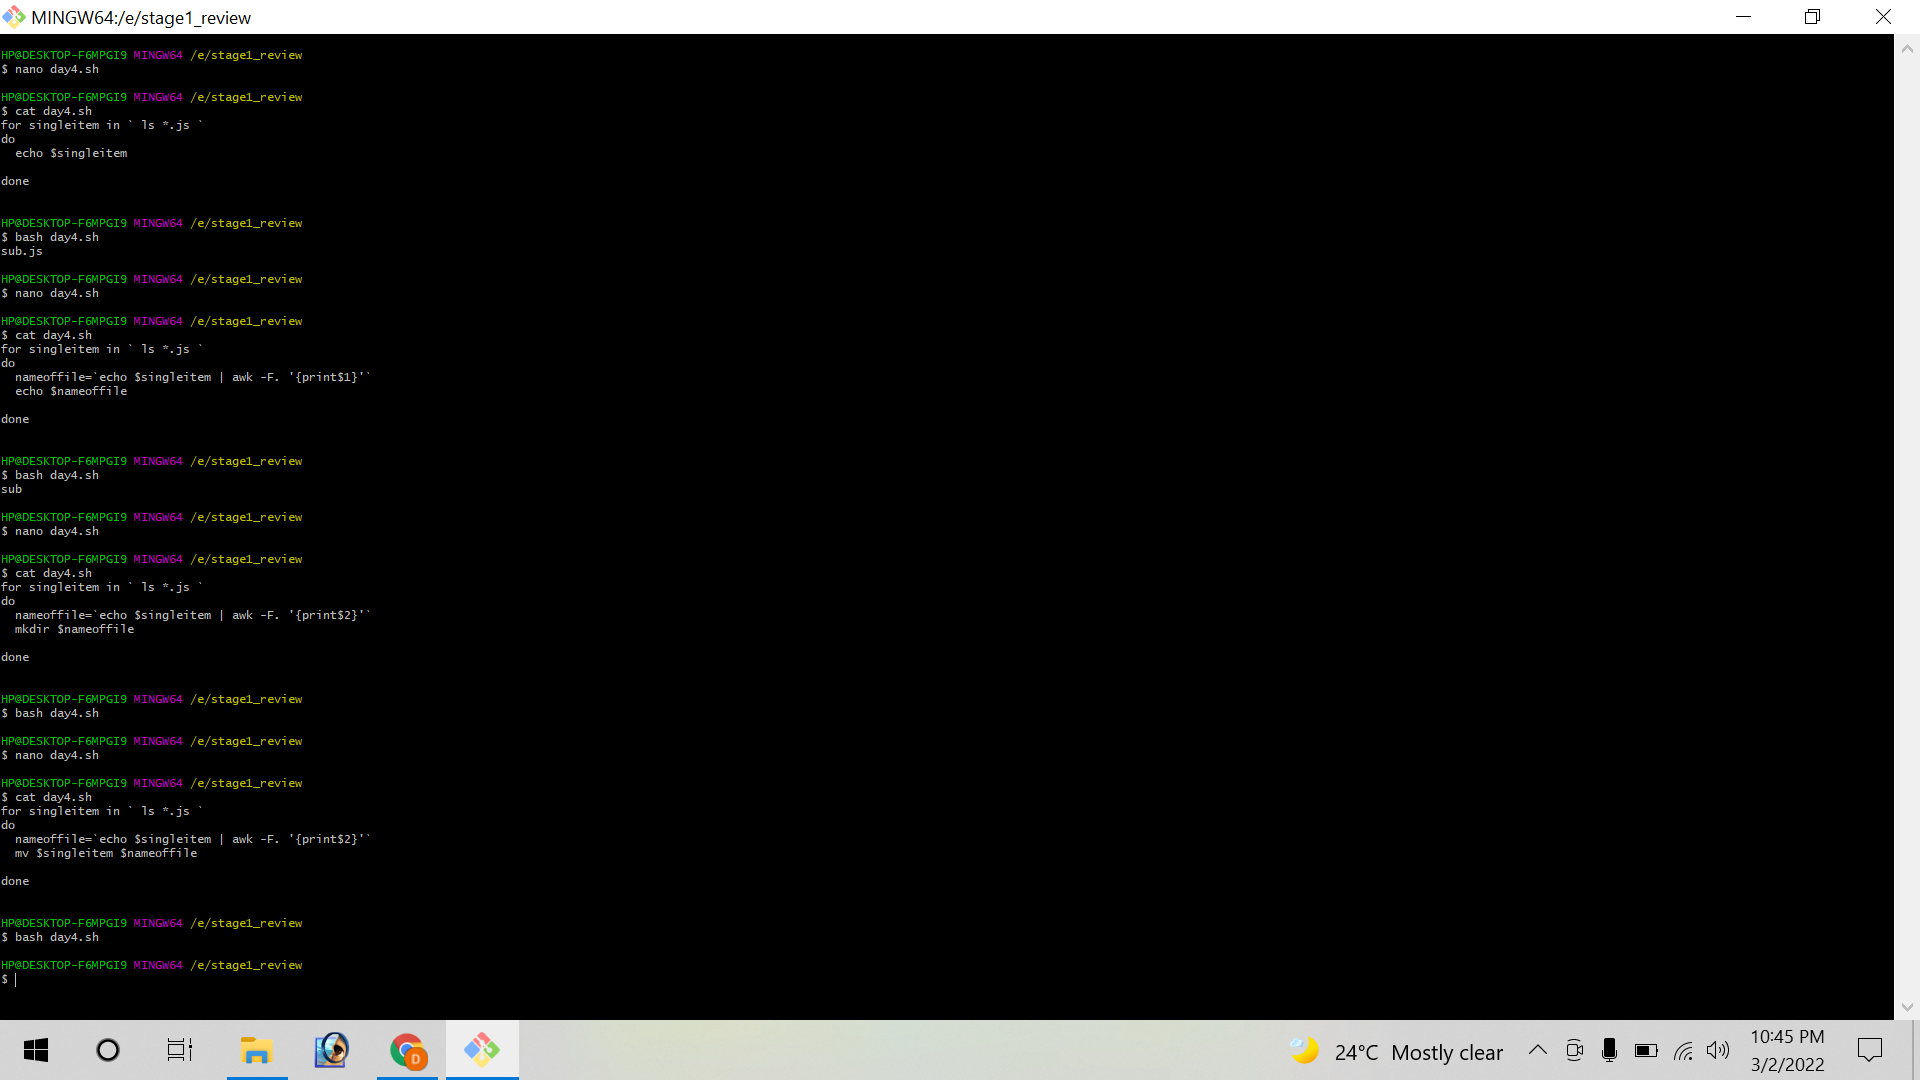 MINGW64:/e/stage1_review
HP@DESKTOP-F6MPGI9 MINGW64 /e/stage1_review
$ nano day4.sh
HP@DESKTOP-F6MPGI9 MINGW64 /e/stage1_review
$ cat day4.sh
for singleitem in ` ls *.js `
do
  echo $singleitem
done
HP@DESKTOP-F6MPGI9 MINGW64 /e/stage1_review
$ bash day4.sh
sub.js
HP@DESKTOP-F6MPGI9 MINGW64 /e/stage1_review
$ nano day4.sh
HP@DESKTOP-F6MPGI9 MINGW64 /e/stage1_review
$ cat day4.sh
for singleitem in ` ls *.js `
do
  nameoffile=`echo $singleitem | awk -F. '{print$1}'`
  echo $nameoffile
done
HP@DESKTOP-F6MPGI9 MINGW64 /e/stage1_review
$ bash day4.sh
sub
HP@DESKTOP-F6MPGI9 MINGW64 /e/stage1_review
$ nano day4.sh
HP@DESKTOP-F6MPGI9 MINGW64 /e/stage1_review
$ cat day4.sh
for singleitem in ` ls *.js `
do
  nameoffile=`echo $singleitem | awk -F. '{print$2}'`
  mkdir $nameoffile
done
HP@DESKTOP-F6MPGI9 MINGW64 /e/stage1_review
$ bash day4.sh
HP@DESKTOP-F6MPGI9 MINGW64 /e/stage1_review
$ nano day4.sh
HP@DESKTOP-F6MPGI9 MINGW64 /e/stage1_review
$ cat day4.sh
for singleitem in ` ls *.js `
do
  nameoffile=`echo $singleitem | awk -F. '{print$2}'`
  mv $singleitem $nameoffile
done
HP@DESKTOP-F6MPGI9 MINGW64 /e/stage1_review
$ bash day4.sh
HP@DESKTOP-F6MPGI9 MINGW64 /e/stage1_review
$
D
24°C Mostly clear
10:45 PM
3/2/2022